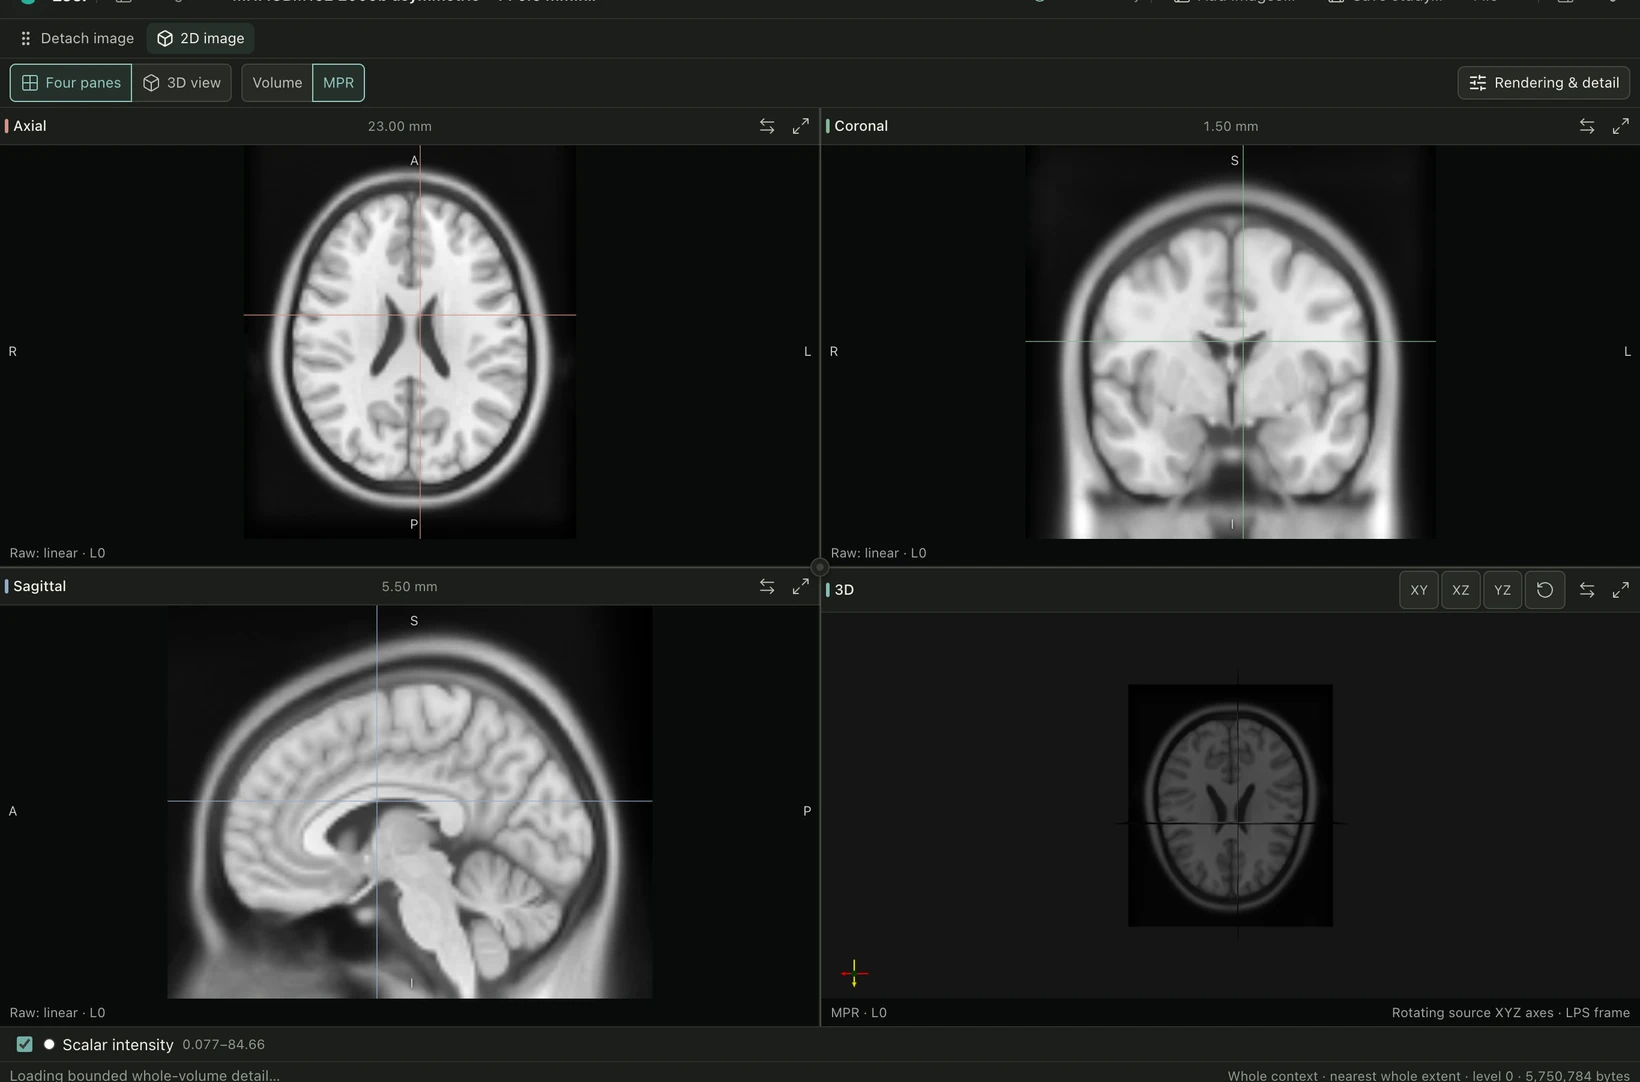 Detach image
2D image
Four panes
3D view
Volume
MPR
Rendering & detail
Axial
23.00 mm
A
R
L
P
Raw: linear · L0
Coronal
1.50 mm
S
R
L
I
Raw: linear · L0
Sagittal
5.50 mm
S
A
P
I
Raw: linear · L0
3D
XY
XZ
YZ
MPR · L0
Rotating source XYZ axes · LPS frame
Scalar intensity 0.077–84.66
Loading bounded whole-volume detail...
Whole context · nearest whole extent · level 0 · 5,750,784 bytes